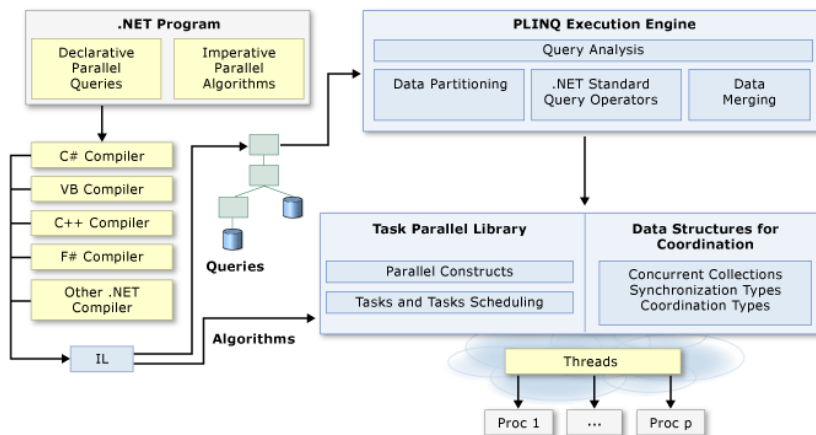 .NET Program
Declarative
Parallel
Queries
Imperative
Parallel
Algorithms
C# Compiler
VB Compiler
C++ Compiler
F# Compiler
Other .NET
Compiler
IL
Queries
Algorithms
PLINQ Execution Engine
Query Analysis
Data Partitioning
.NET Standard
Query Operators
Data
Merging
Task Parallel Library
Parallel Constructs
Tasks and Tasks Scheduling
Data Structures for
Coordination
Concurrent Collections
Synchronization Types
Coordination Types
Threads
Proc 1
...
Proc p